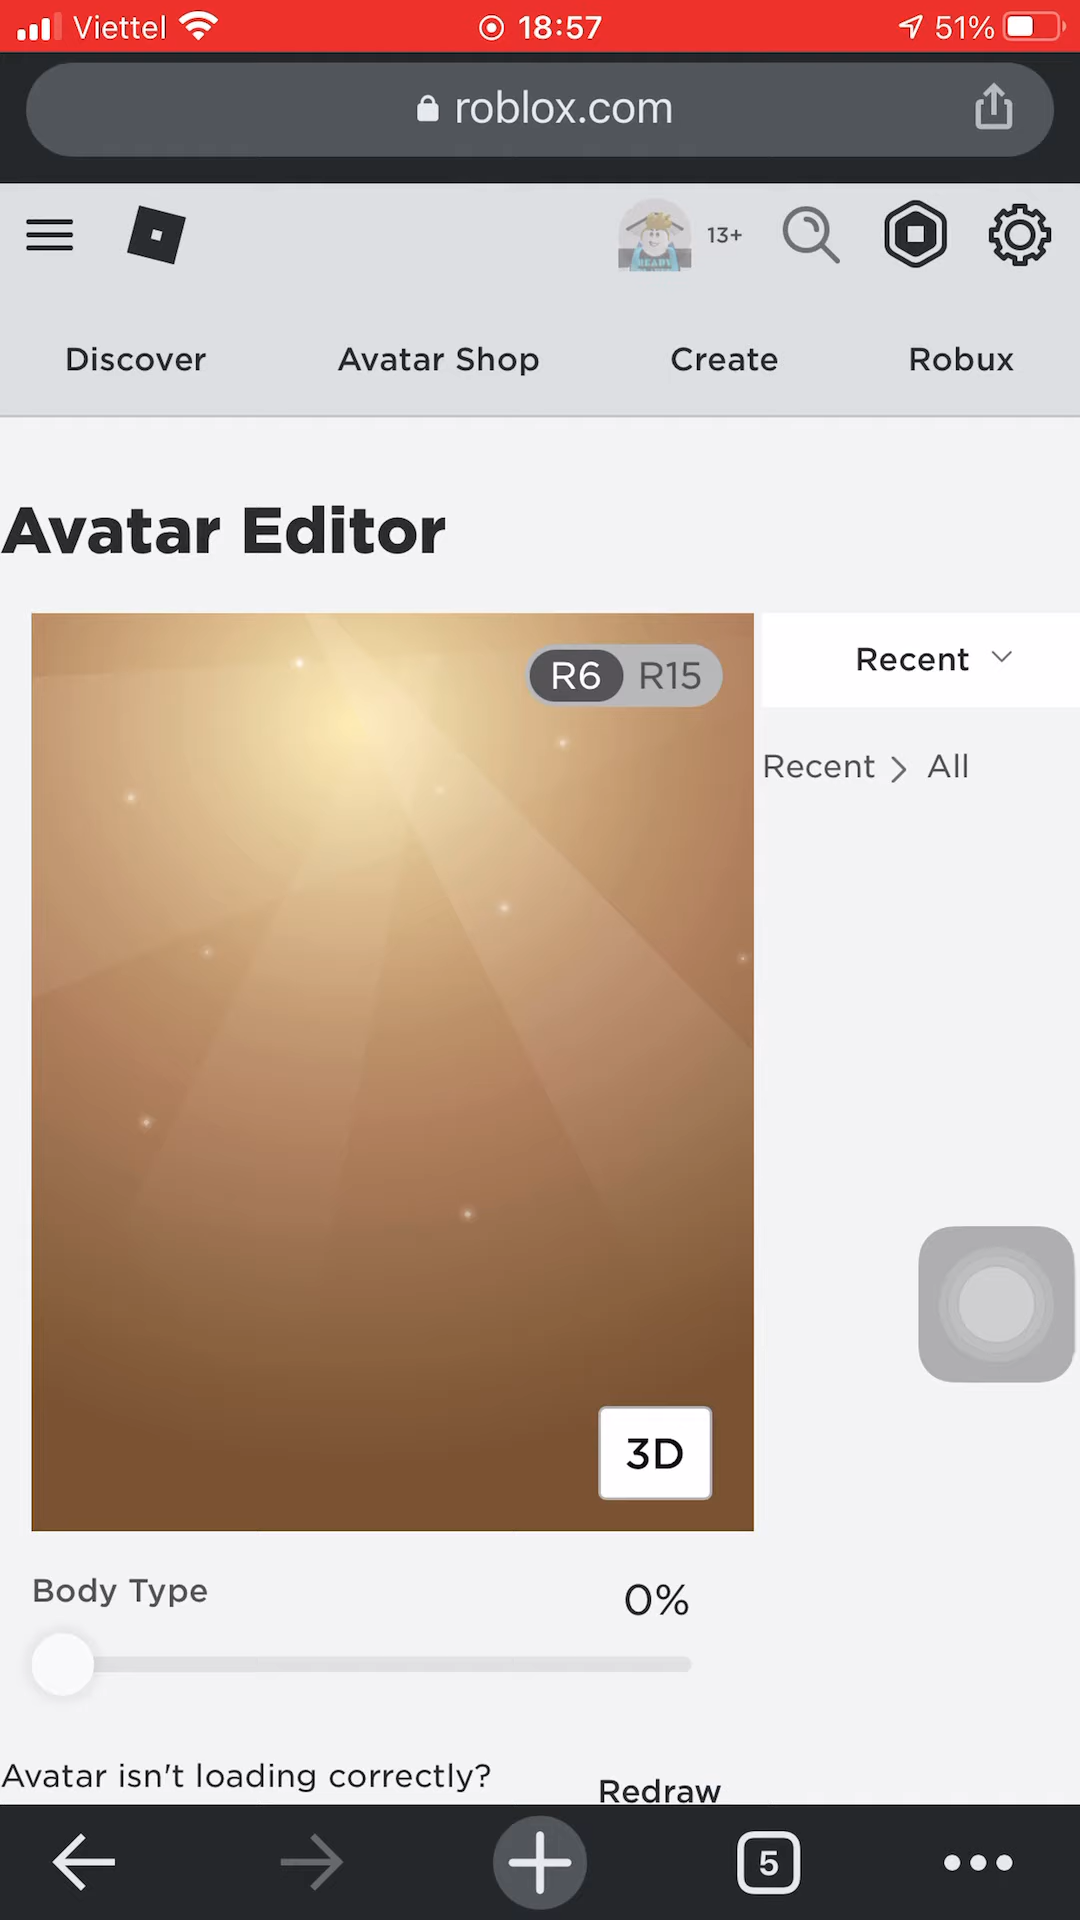 Viettel 18:57 51%
roblox.com
13+
Discover Avatar Shop Create Robux
Avatar Editor
R6 R15
Recent
Recent > All
3D
Body Type 0%
Avatar isn't loading correctly? Redraw
5